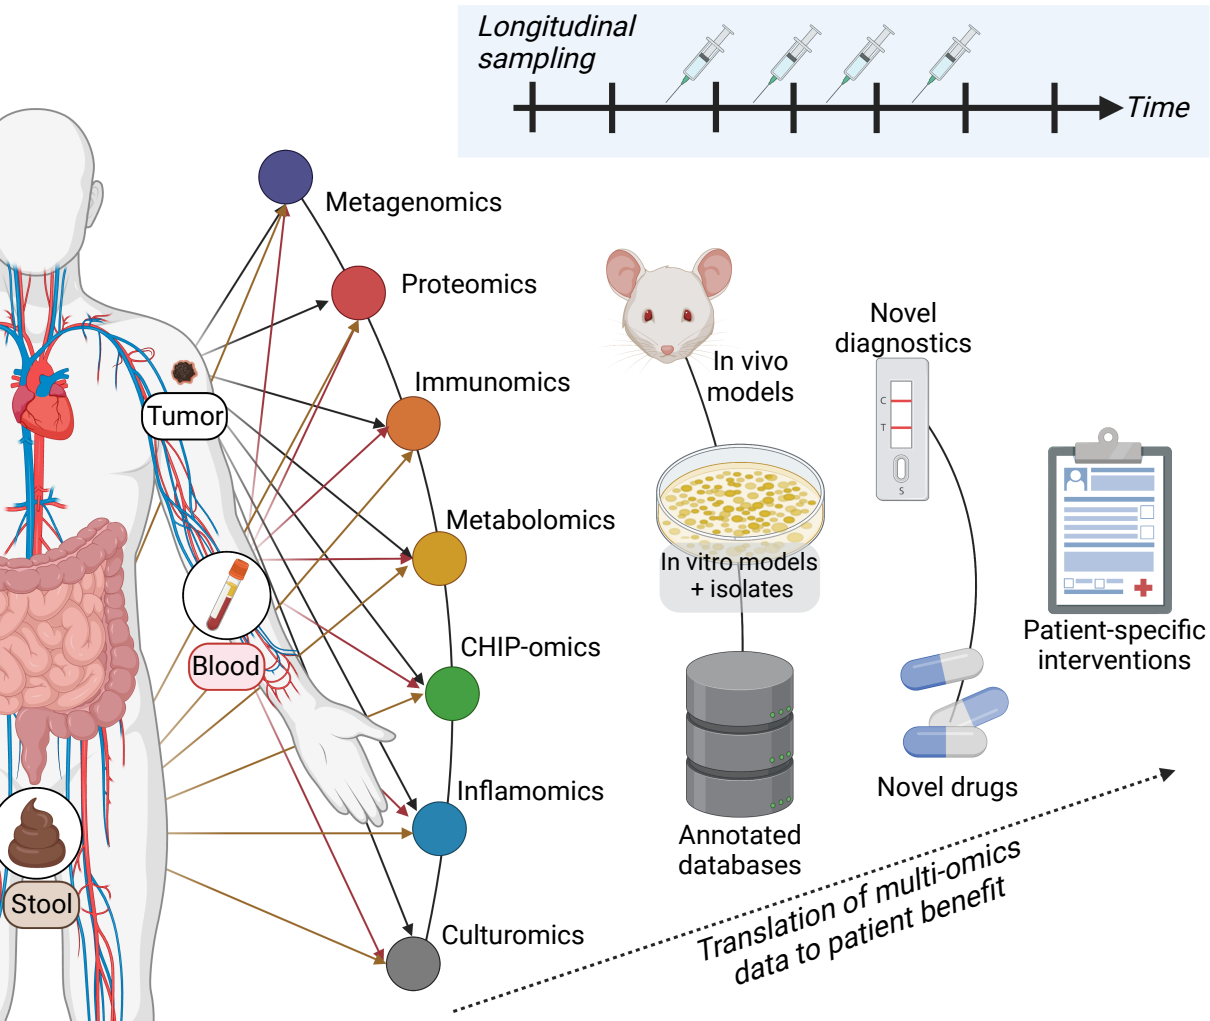 Longitudinal
sampling
Time
Metagenomics
Proteomics
Immunomics
Metabolomics
CHIP-omics
Inflamomics
Culturomics
Tumor
Blood
Stool
In vivo
models
In vitro models
+ isolates
Annotated
databases
Novel
diagnostics
C
T
S
Novel drugs
Patient-specific
interventions
Translation of multi-omics
data to patient benefit